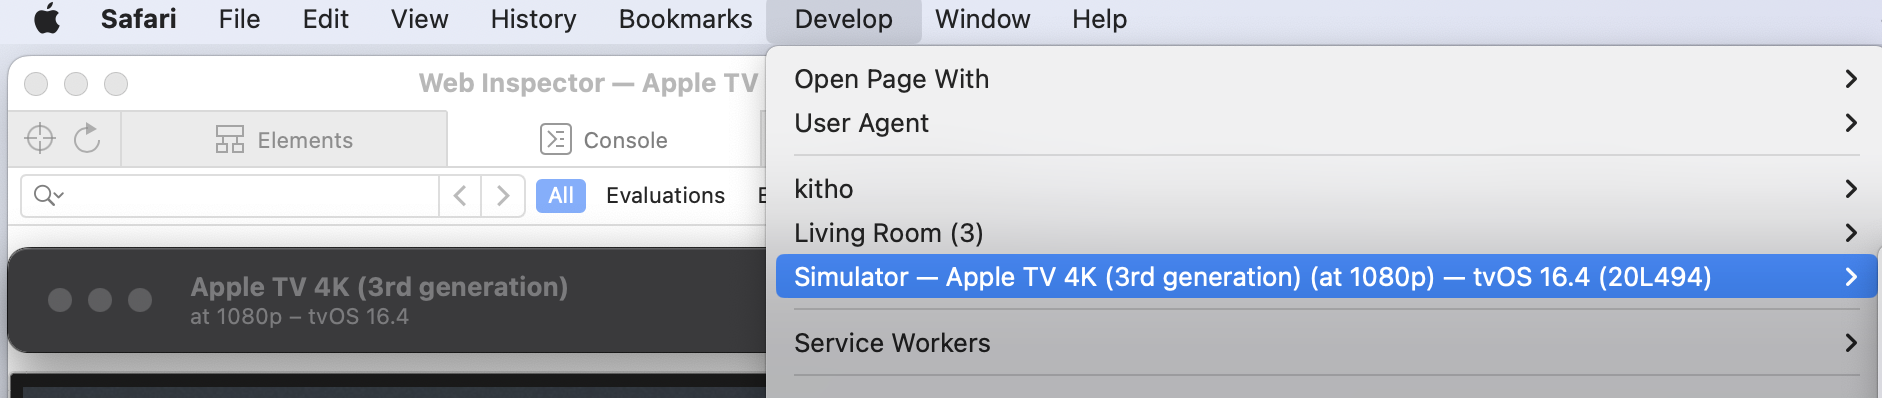 Safari File Edit View History Bookmarks Develop Window Help
Web Inspector — Apple TV
Elements Console
All Evaluations
Apple TV 4K (3rd generation)
at 1080p – tvOS 16.4
Open Page With
User Agent
kitho
Living Room (3)
Simulator — Apple TV 4K (3rd generation) (at 1080p) — tvOS 16.4 (20L494)
Service Workers